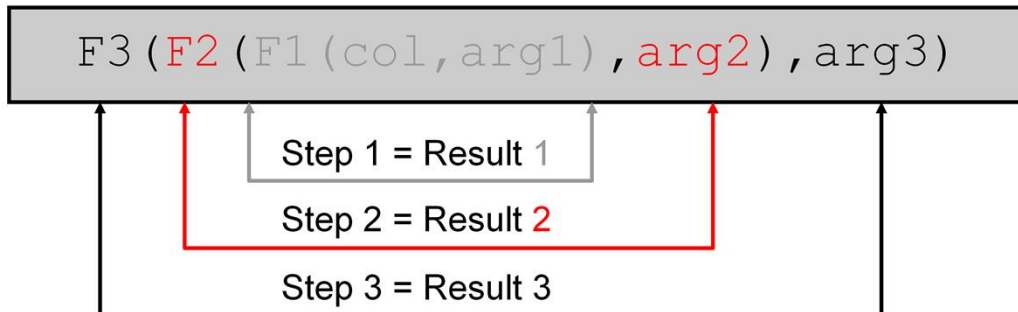 F3(F2(F1(col,arg1),arg2),arg3)
Step 1 = Result 1
Step 2 = Result 2
Step 3 = Result 3